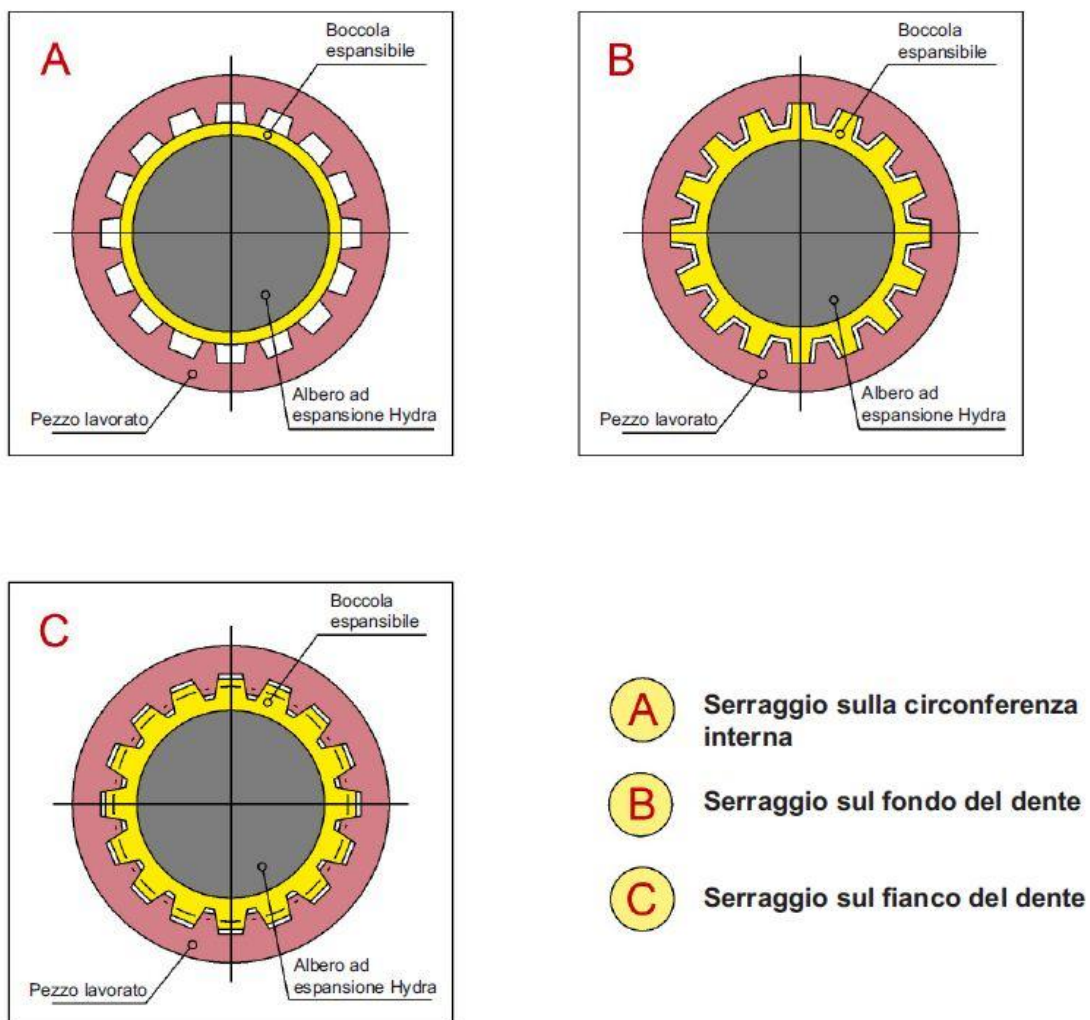 A
Boccola
espansibile
Pezzo lavorato
Albero ad
espansione Hydra
B
Boccola
espansibile
Pezzo lavorato
Albero ad
espansione Hydra
C
Boccola
espansibile
Pezzo lavorato
Albero ad
espansione Hydra
A Serraggio sulla circonferenza
interna
B Serraggio sul fondo del dente
C Serraggio sul fianco del dente